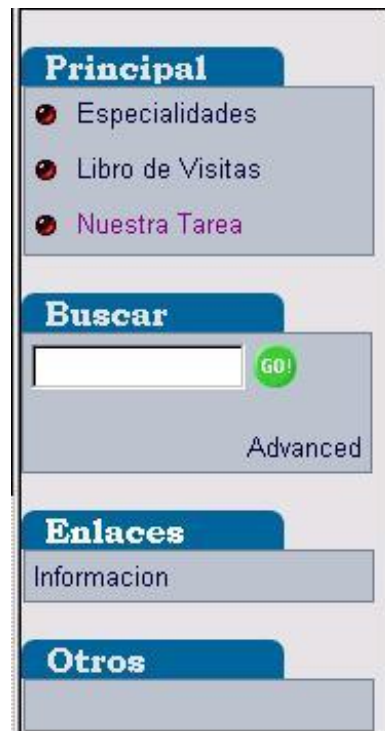 Principal
Especialidades
Libro de Visitas
Nuestra Tarea
Buscar
GO!
Advanced
Enlaces
Informacion
Otros